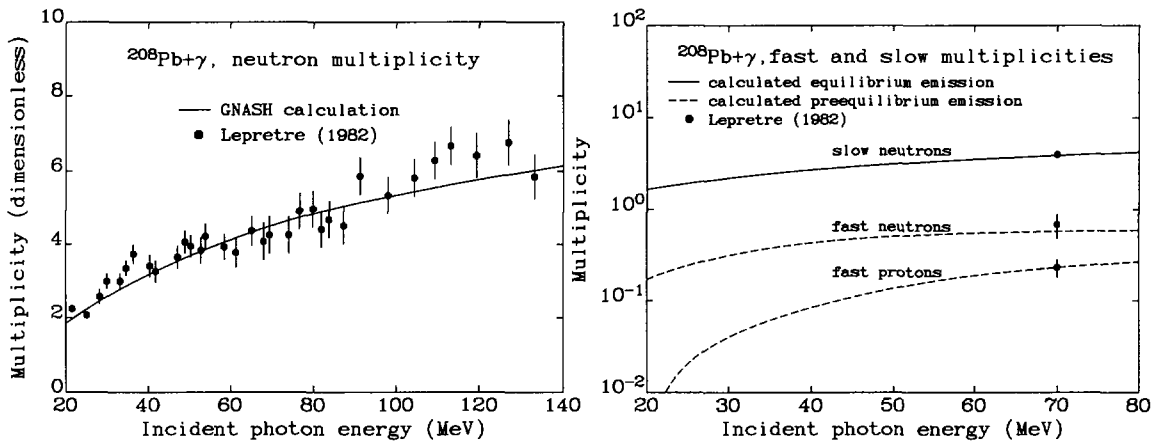 ²⁰⁸Pb+γ, neutron multiplicity
GNASH calculation
Lepretre (1982)
Multiplicity (dimensionless)
10
8
6
4
2
0
20
40
60
80
100
120
140
Incident photon energy (MeV)
²⁰⁸Pb+γ,fast and slow multiplicities
calculated equilibrium emission
calculated preequilibrium emission
Lepretre (1982)
slow neutrons
fast neutrons
fast protons
Multiplicity
10²
10¹
10⁰
10⁻¹
10⁻²
20
30
40
50
60
70
80
Incident photon energy (MeV)